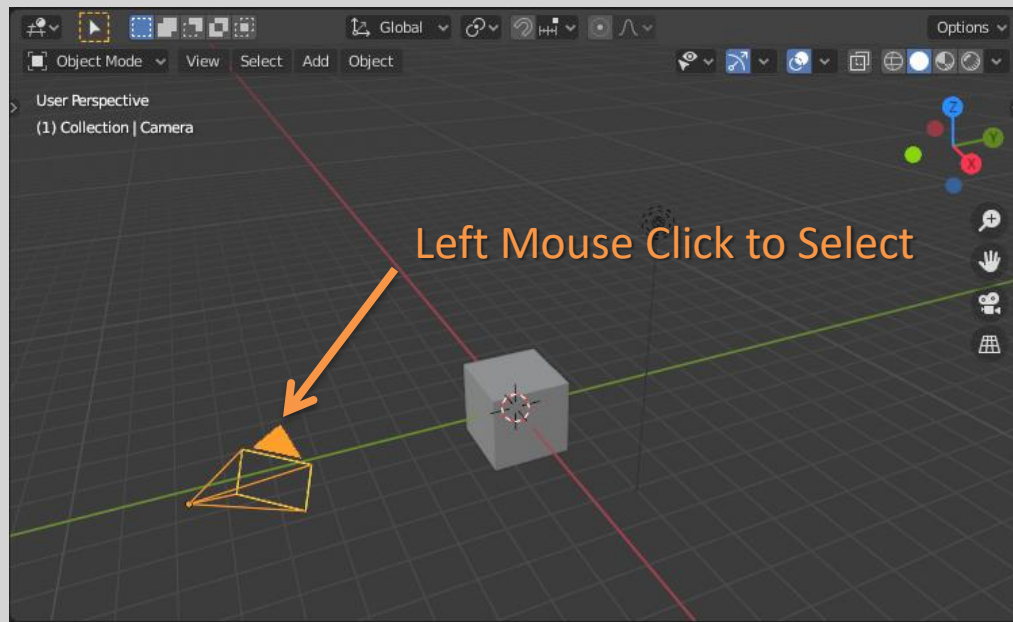 Global
Options
Object Mode View Select Add Object
User Perspective
(1) Collection | Camera
Z
Y
X
Left Mouse Click to Select